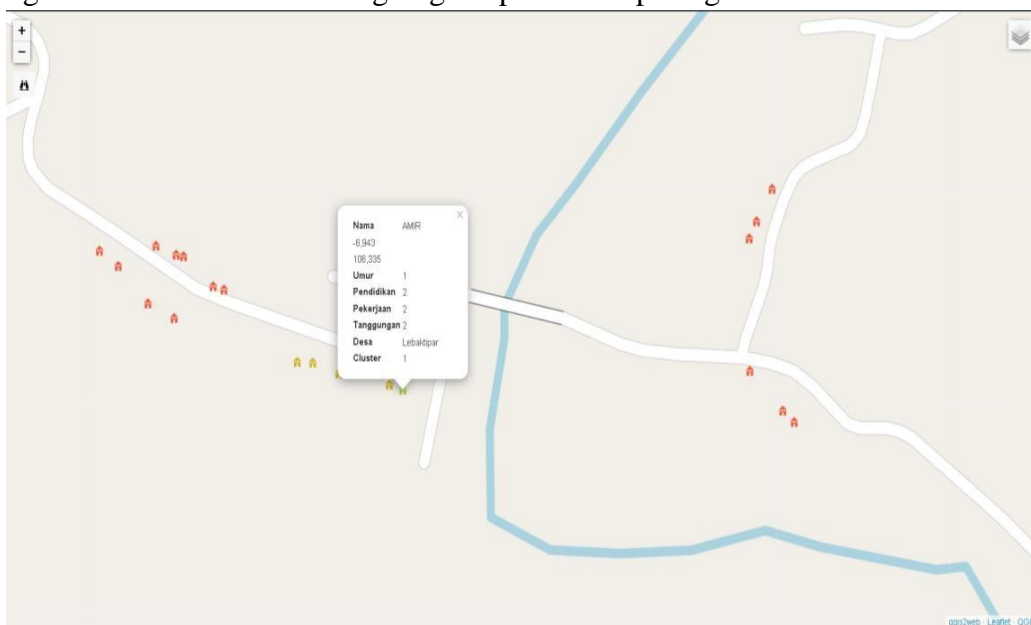 +
−
Nama AMIR
-6,943
106,335
Umur 1
Pendidikan 2
Pekerjaan 2
Tanggungan 2
Desa Lebaktipar
Cluster 1
qgis2web · Leaflet · QGI